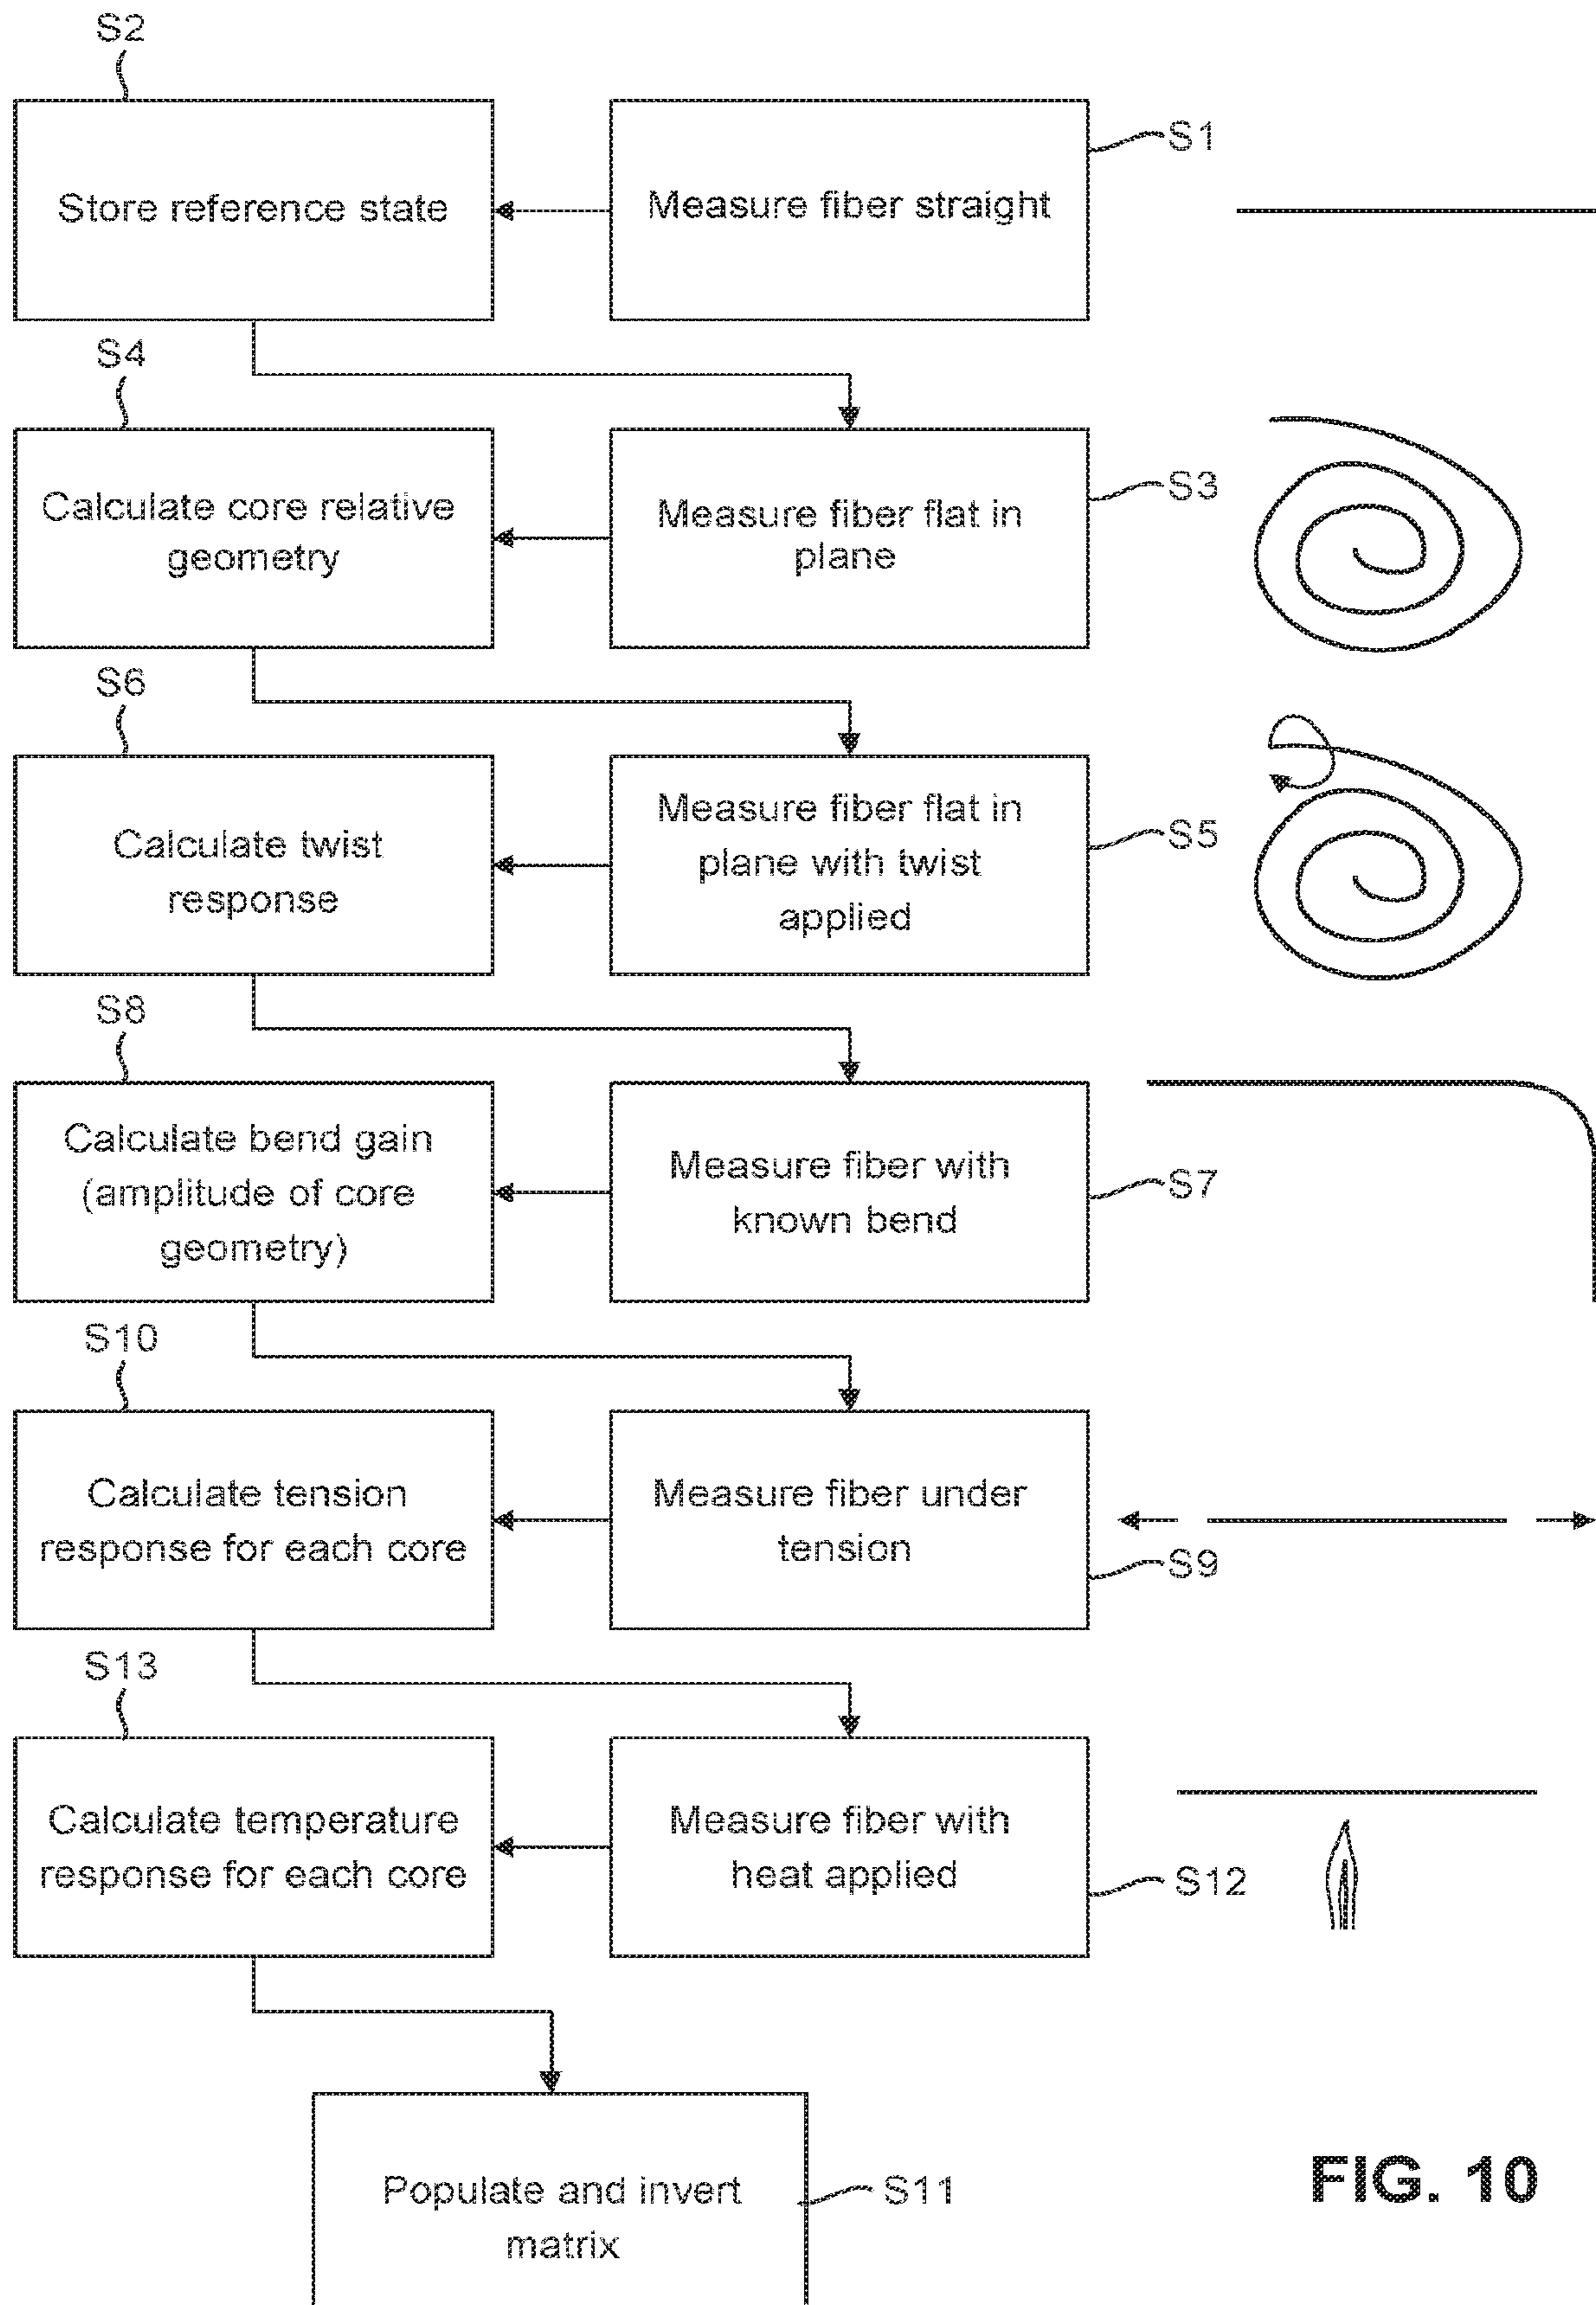 S2
S1
Store reference state
Measure fiber straight
S4
S3
Calculate core relative
geometry
Measure fiber flat in
plane
S6
S5
Calculate twist
response
Measure fiber flat in
plane with twist
applied
S8
S7
Calculate bend gain
(amplitude of core
geometry)
Measure fiber with
known bend
S10
S9
Calculate tension
response for each core
Measure fiber under
tension
S13
S12
Calculate temperature
response for each core
Measure fiber with
heat applied
Populate and invert
matrix
S11
FIG. 10